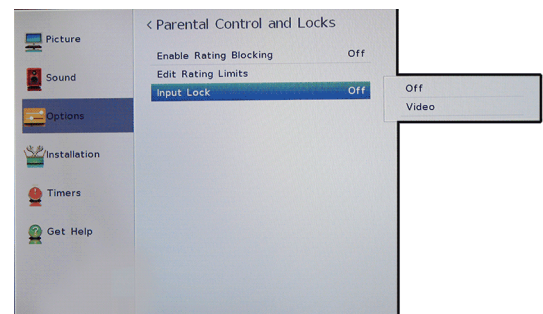 < Parental Control and Locks
Picture
Sound
Options
Installation
Timers
Get Help
Enable Rating Blocking Off
Edit Rating Limits
Input Lock Off
Off
Video